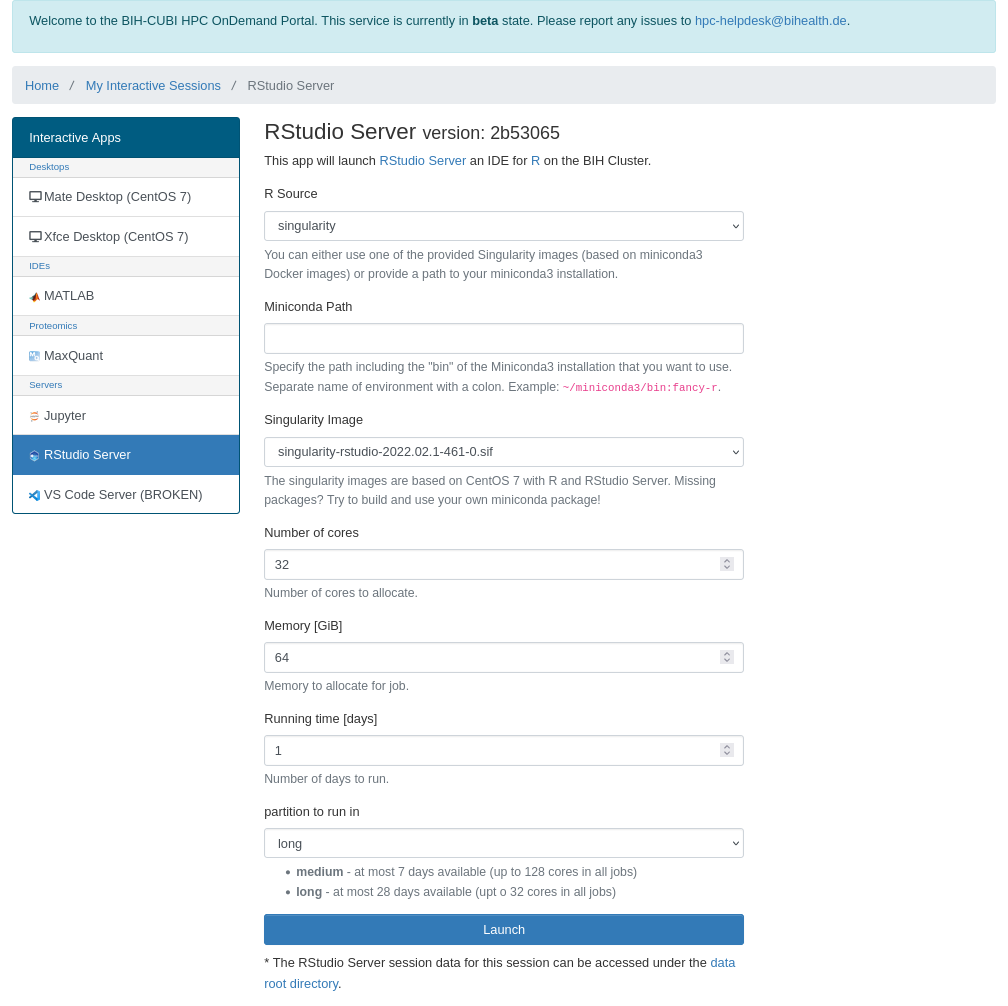 Welcome to the BIH-CUBI HPC OnDemand Portal. This service is currently in beta state. Please report any issues to hpc-helpdesk@bihealth.de.
Home / My Interactive Sessions / RStudio Server
Interactive Apps
Desktops
Mate Desktop (CentOS 7)
Xfce Desktop (CentOS 7)
IDEs
MATLAB
Proteomics
MaxQuant
Servers
Jupyter
RStudio Server
VS Code Server (BROKEN)
RStudio Server version: 2b53065
This app will launch RStudio Server an IDE for R on the BIH Cluster.
R Source
singularity
You can either use one of the provided Singularity images (based on miniconda3
Docker images) or provide a path to your miniconda3 installation.
Miniconda Path
Specify the path including the "bin" of the Miniconda3 installation that you want to use.
Separate name of environment with a colon. Example: ~/miniconda3/bin:fancy-r.
Singularity Image
singularity-rstudio-2022.02.1-461-0.sif
The singularity images are based on CentOS 7 with R and RStudio Server. Missing
packages? Try to build and use your own miniconda package!
Number of cores
32
Number of cores to allocate.
Memory [GiB]
64
Memory to allocate for job.
Running time [days]
1
Number of days to run.
partition to run in
long
• medium - at most 7 days available (up to 128 cores in all jobs)
• long - at most 28 days available (upt o 32 cores in all jobs)
Launch
* The RStudio Server session data for this session can be accessed under the data
root directory.